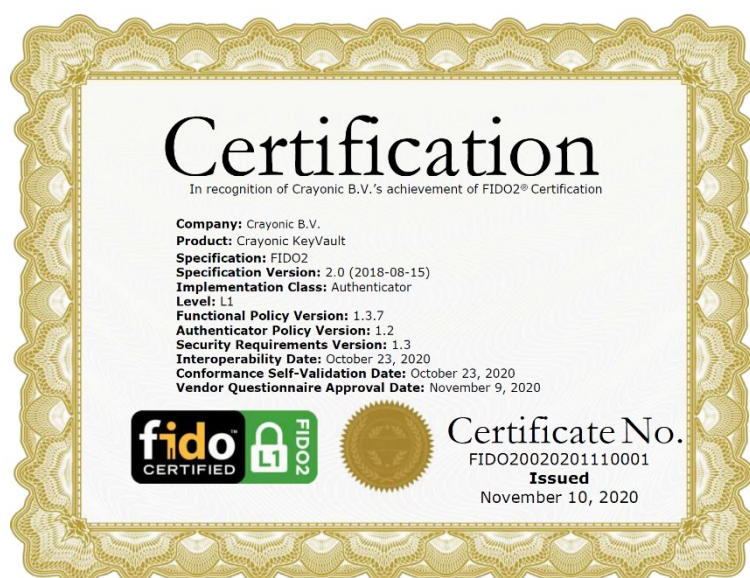 Certification
In recognition of Crayonic B.V.'s achievement of FIDO2® Certification
Company: Crayonic B.V.
Product: Crayonic KeyVault
Specification: FIDO2
Specification Version: 2.0 (2018-08-15)
Implementation Class: Authenticator
Level: L1
Functional Policy Version: 1.3.7
Authenticator Policy Version: 1.2
Security Requirements Version: 1.3
Interoperability Date: October 23, 2020
Conformance Self-Validation Date: October 23, 2020
Vendor Questionnaire Approval Date: November 9, 2020
fido™
CERTIFIED
L1
FIDO2
Certificate No.
FIDO20020201110001
Issued
November 10, 2020